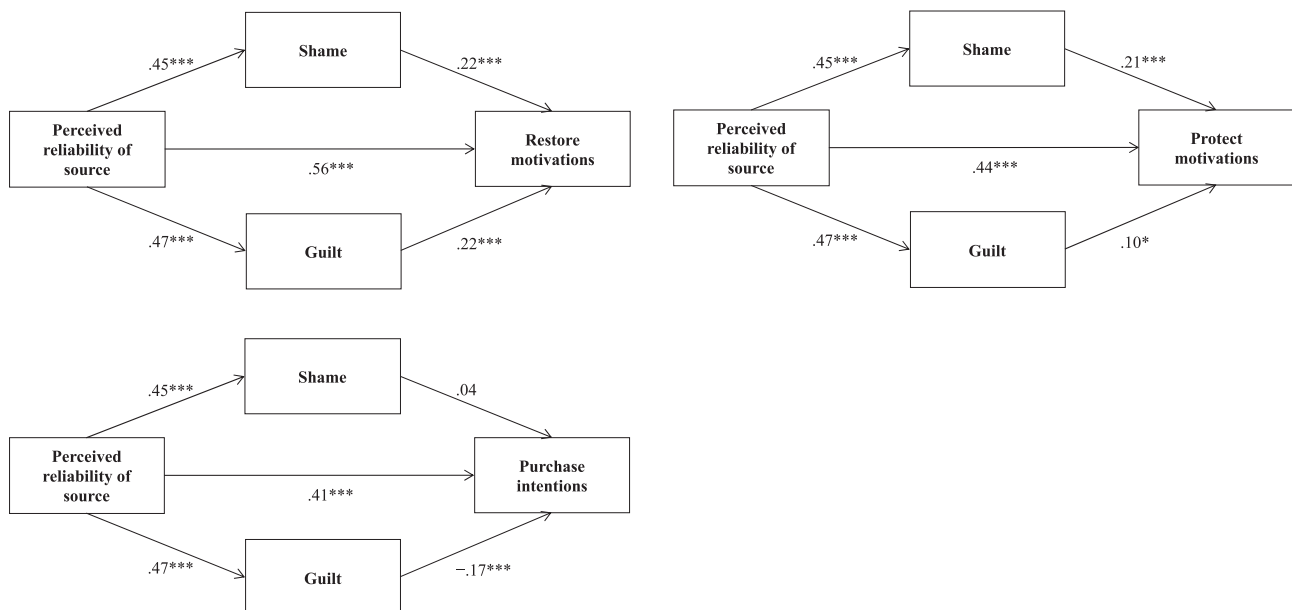 Shame
.45***
.22***
Perceived
reliability of
source
.56***
Restore
motivations
.47***
Guilt
.22***
Shame
.45***
.21***
Perceived
reliability of
source
.44***
Protect
motivations
.47***
Guilt
.10*
Shame
.45***
.04
Perceived
reliability of
source
.41***
Purchase
intentions
.47***
Guilt
−.17***